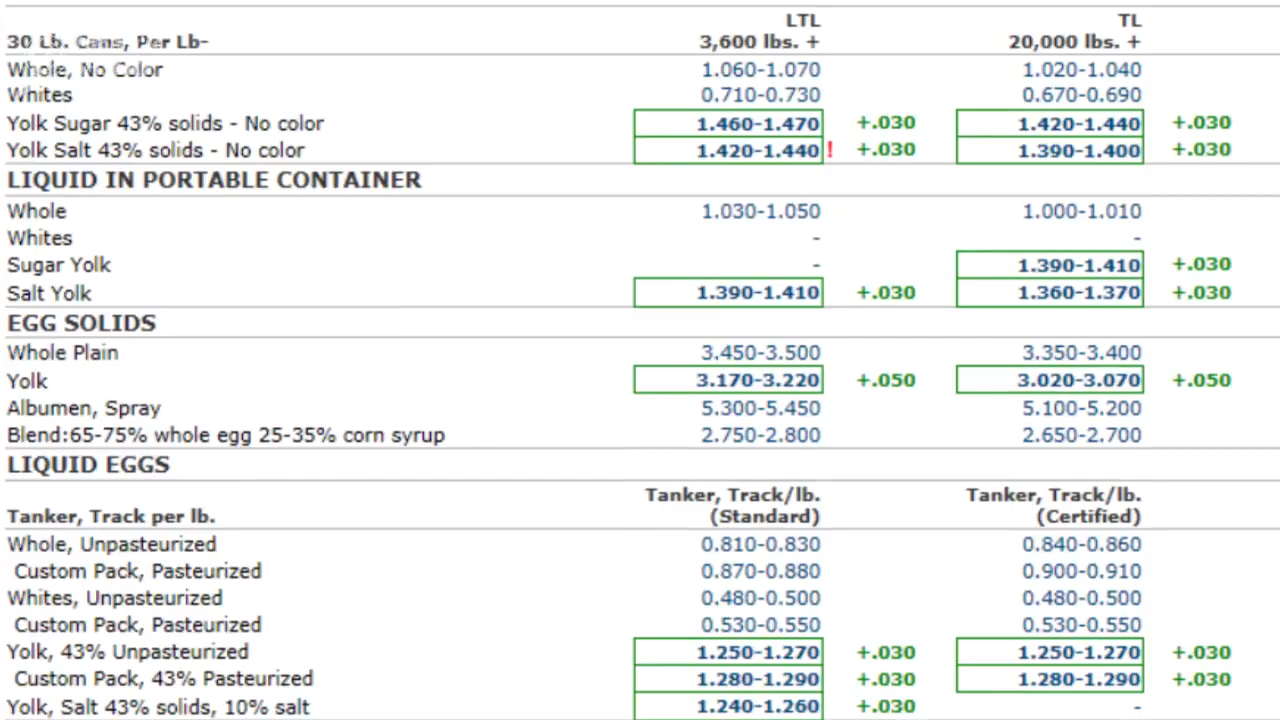 LTL TL
30 Lb. Cans, Per Lb- 3,600 lbs. + 20,000 lbs. +
Whole, No Color 1.060-1.070 1.020-1.040
Whites 0.710-0.730 0.670-0.690
Yolk Sugar 43% solids - No color 1.460-1.470 +.030 1.420-1.440 +.030
Yolk Salt 43% solids - No color 1.420-1.440 ! +.030 1.390-1.400 +.030
LIQUID IN PORTABLE CONTAINER
Whole 1.030-1.050 1.000-1.010
Whites - -
Sugar Yolk - 1.390-1.410 +.030
Salt Yolk 1.390-1.410 +.030 1.360-1.370 +.030
EGG SOLIDS
Whole Plain 3.450-3.500 3.350-3.400
Yolk 3.170-3.220 +.050 3.020-3.070 +.050
Albumen, Spray 5.300-5.450 5.100-5.200
Blend:65-75% whole egg 25-35% corn syrup 2.750-2.800 2.650-2.700
LIQUID EGGS
Tanker, Track/lb. Tanker, Track/lb.
Tanker, Track per lb. (Standard) (Certified)
Whole, Unpasteurized 0.810-0.830 0.840-0.860
Custom Pack, Pasteurized 0.870-0.880 0.900-0.910
Whites, Unpasteurized 0.480-0.500 0.480-0.500
Custom Pack, Pasteurized 0.530-0.550 0.530-0.550
Yolk, 43% Unpasteurized 1.250-1.270 +.030 1.250-1.270 +.030
Custom Pack, 43% Pasteurized 1.280-1.290 +.030 1.280-1.290 +.030
Yolk, Salt 43% solids, 10% salt 1.240-1.260 +.030 -